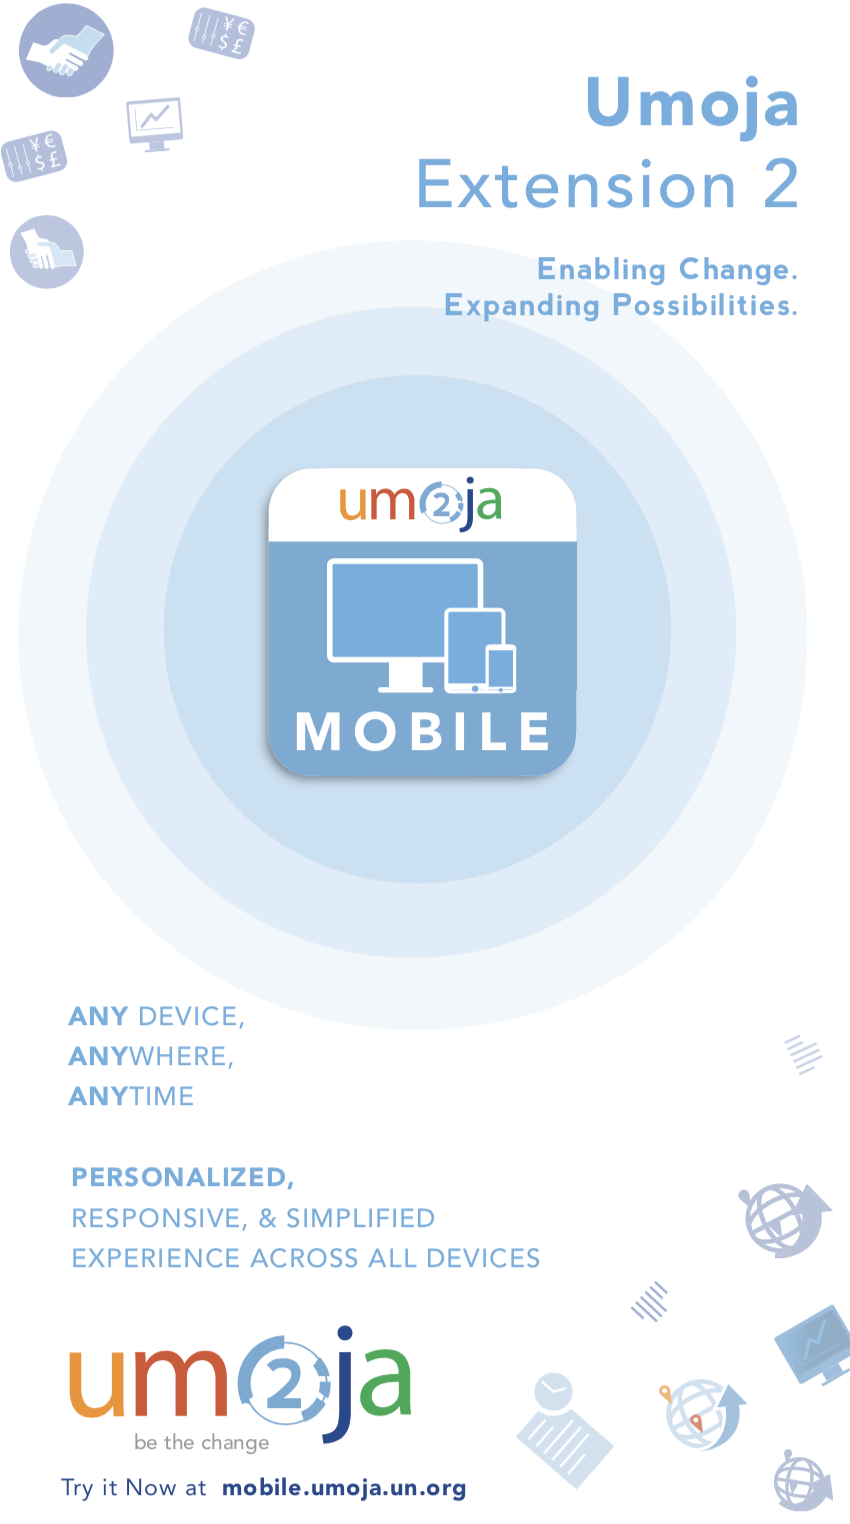 Umoja
Extension 2
Enabling Change.
Expanding Possibilities.
um2ja
MOBILE
ANY DEVICE,
ANYWHERE,
ANYTIME
PERSONALIZED,
RESPONSIVE, & SIMPLIFIED
EXPERIENCE ACROSS ALL DEVICES
um2ja
be the change
Try it Now at mobile.umoja.un.org